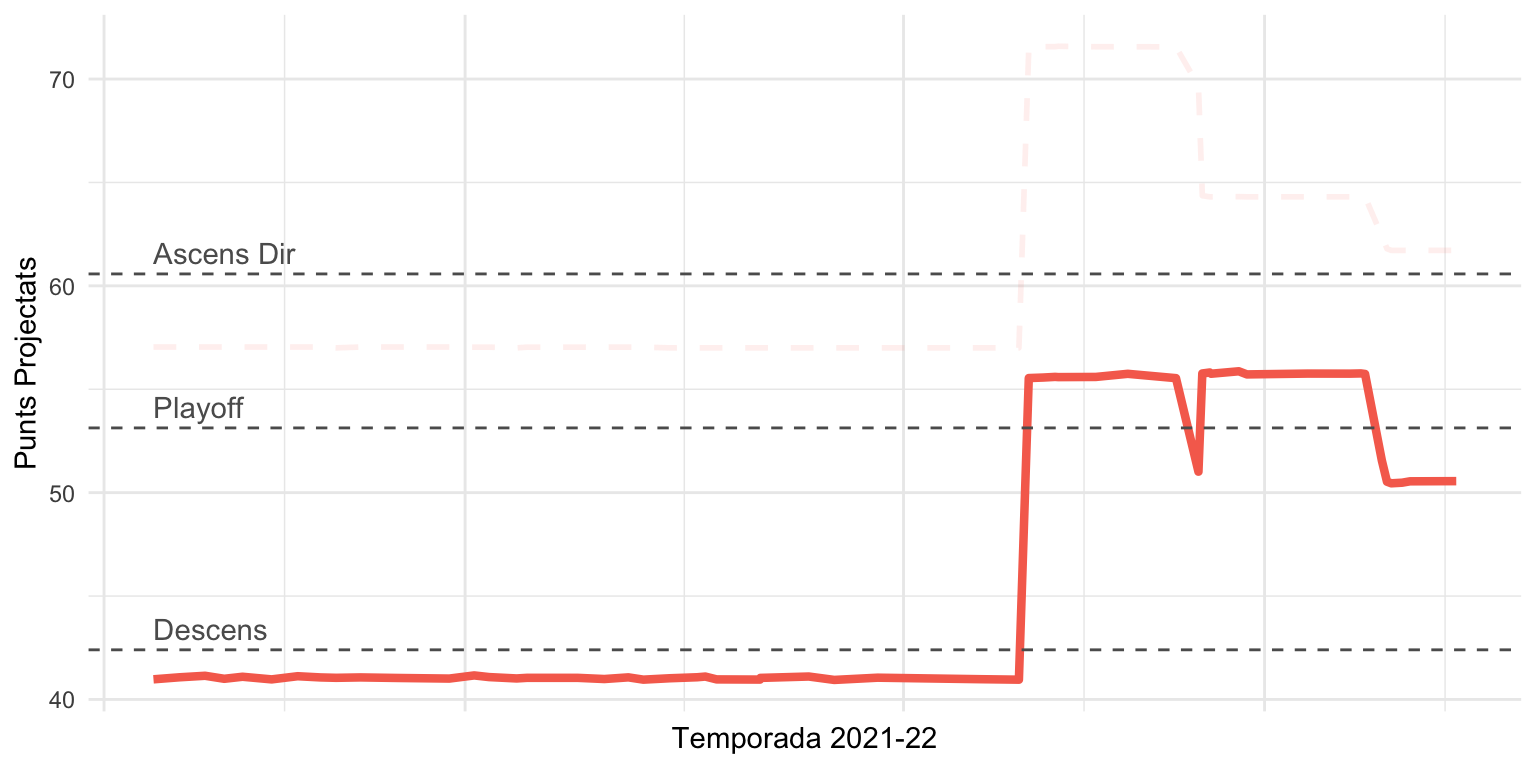 70
60
50
40
Punts Projectats
Ascens Dir
Playoff
Descens
Temporada 2021-22